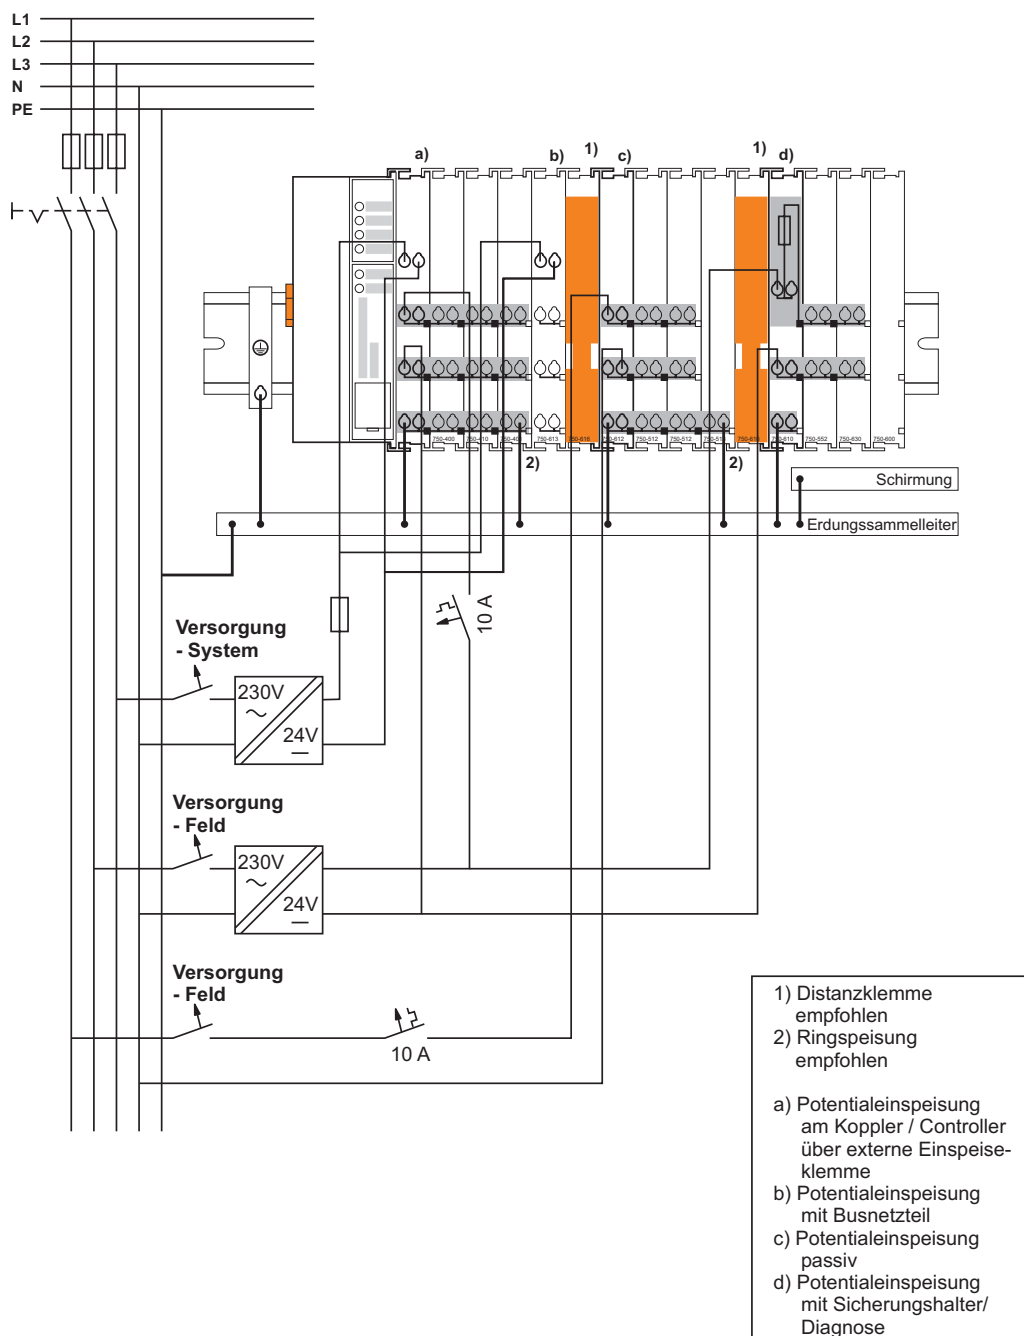 L1
L2
L3
N
PE
a)
b)
1)
c)
1)
d)
750-400
750-410
750-613
750-616
750-612
750-512
750-512
750-610
750-552
750-630
750-600
2)
2)
Schirmung
Erdungssammelleiter
10 A
Versorgung
- System
230V
24V
Versorgung
- Feld
230V
24V
Versorgung
- Feld
10 A
1) Distanzklemme
empfohlen
2) Ringspeisung
empfohlen
a) Potentialeinspeisung
am Koppler / Controller
über externe Einspeise-
klemme
b) Potentialeinspeisung
mit Busnetzteil
c) Potentialeinspeisung
passiv
d) Potentialeinspeisung
mit Sicherungshalter/
Diagnose